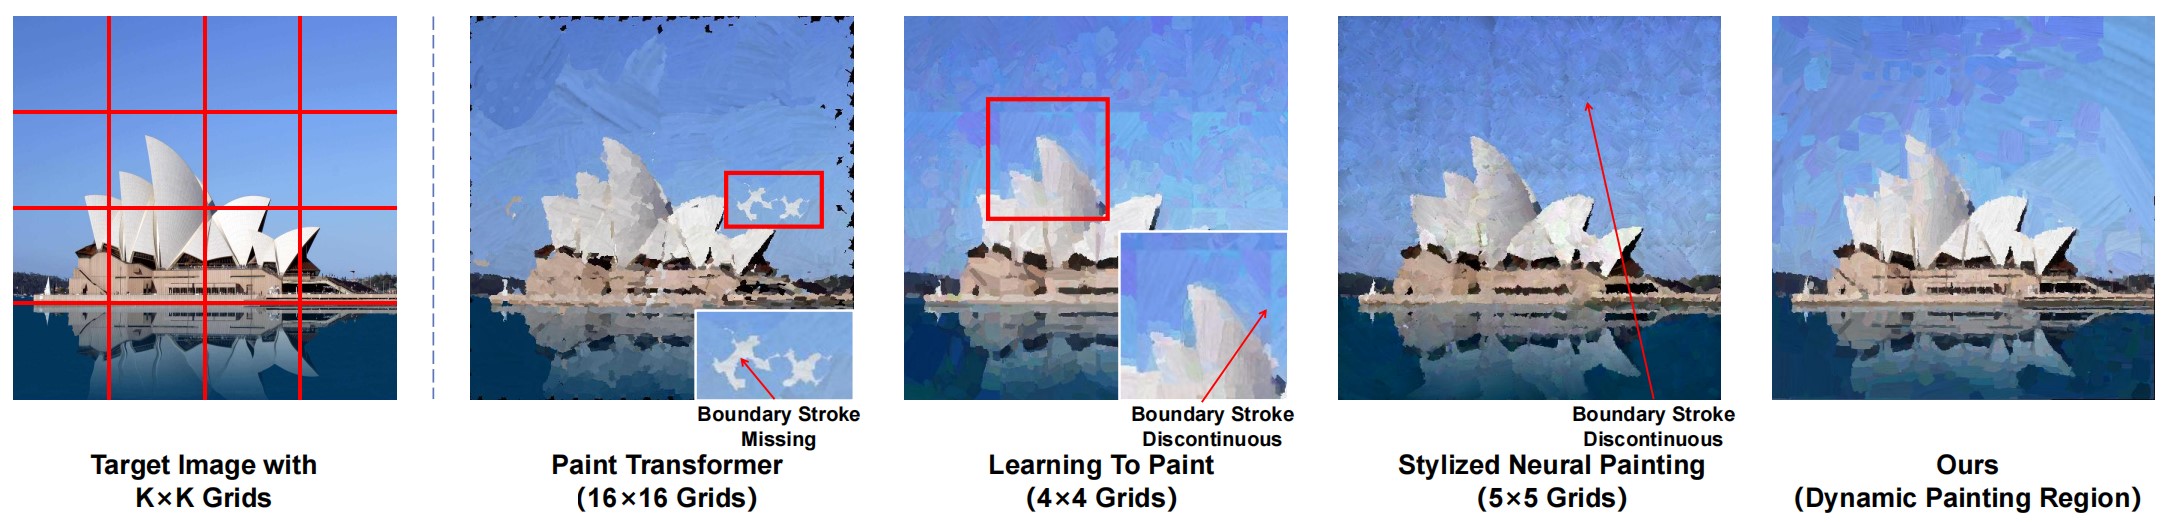 Boundary Stroke
Missing
Boundary Stroke
Discontinuous
Boundary Stroke
Discontinuous
Target Image with
K×K Grids
Paint Transformer
(16×16 Grids)
Learning To Paint
(4×4 Grids)
Stylized Neural Painting
(5×5 Grids)
Ours
(Dynamic Painting Region)